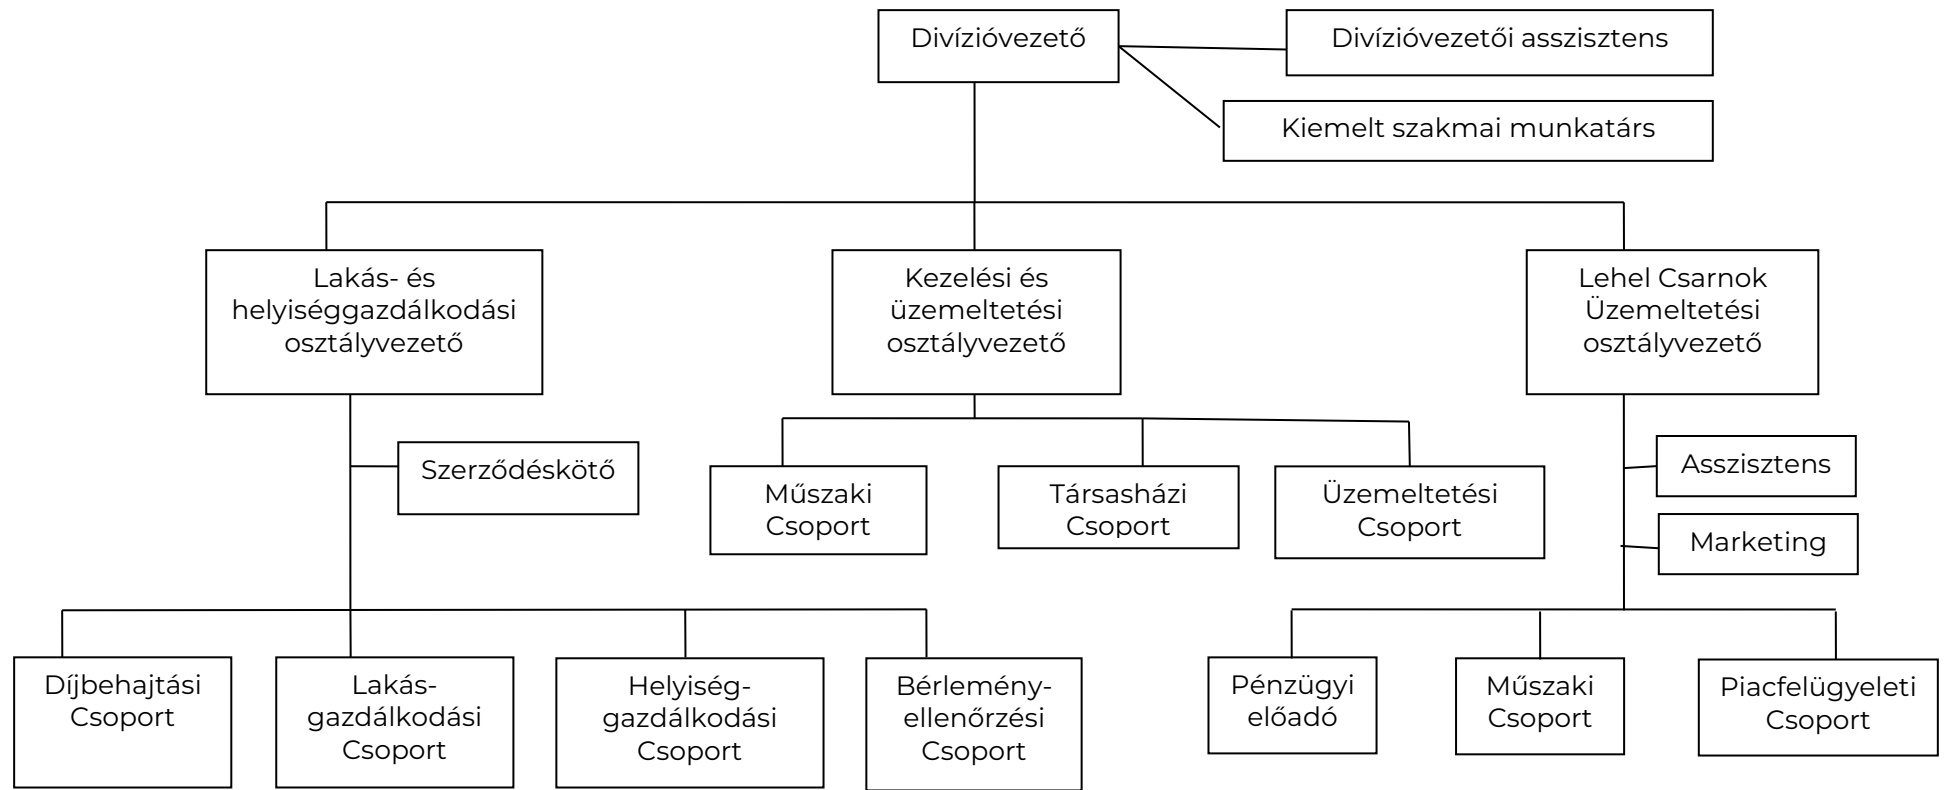 Divízióvezető
Divízióvezetői asszisztens
Kiemelt szakmai munkatárs
Lakás- és
helyiséggazdálkodási
osztályvezető
Kezelési és
üzemeltetési
osztályvezető
Lehel Csarnok
Üzemeltetési
osztályvezető
Szerződéskötő
Műszaki
Csoport
Társasházi
Csoport
Üzemeltetési
Csoport
Asszisztens
Marketing
Díjbehajtási
Csoport
Lakás-
gazdálkodási
Csoport
Helyiség-
gazdálkodási
Csoport
Bérlemény-
ellenőrzési
Csoport
Pénzügyi
előadó
Műszaki
Csoport
Piacfelügyeleti
Csoport